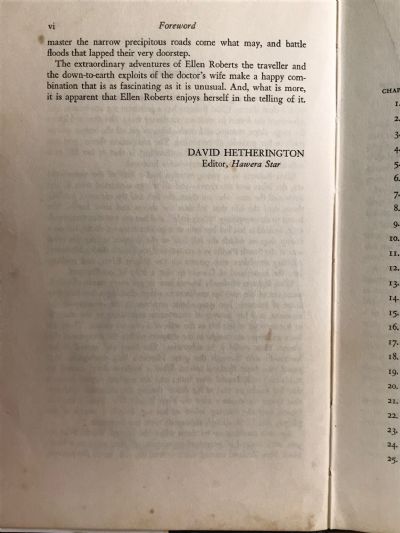 vi Foreword
master the narrow precipitous roads come what may, and battle
floods that lapped their very doorstep.
The extraordinary adventures of Ellen Roberts the traveller and
the down-to-earth exploits of the doctor's wife make a happy com-
bination that is as fascinating as it is unusual. And, what is more,
it is apparent that Ellen Roberts enjoys herself in the telling of it.
DAVID HETHERINGTON
Editor, Hawera Star
CHAP
1.
2.
3.
4.
5.
6.
7.
8.
9.
10.
11.
12.
13.
14.
15.
16.
17.
18.
19.
20.
21.
22.
23.
24.
25.